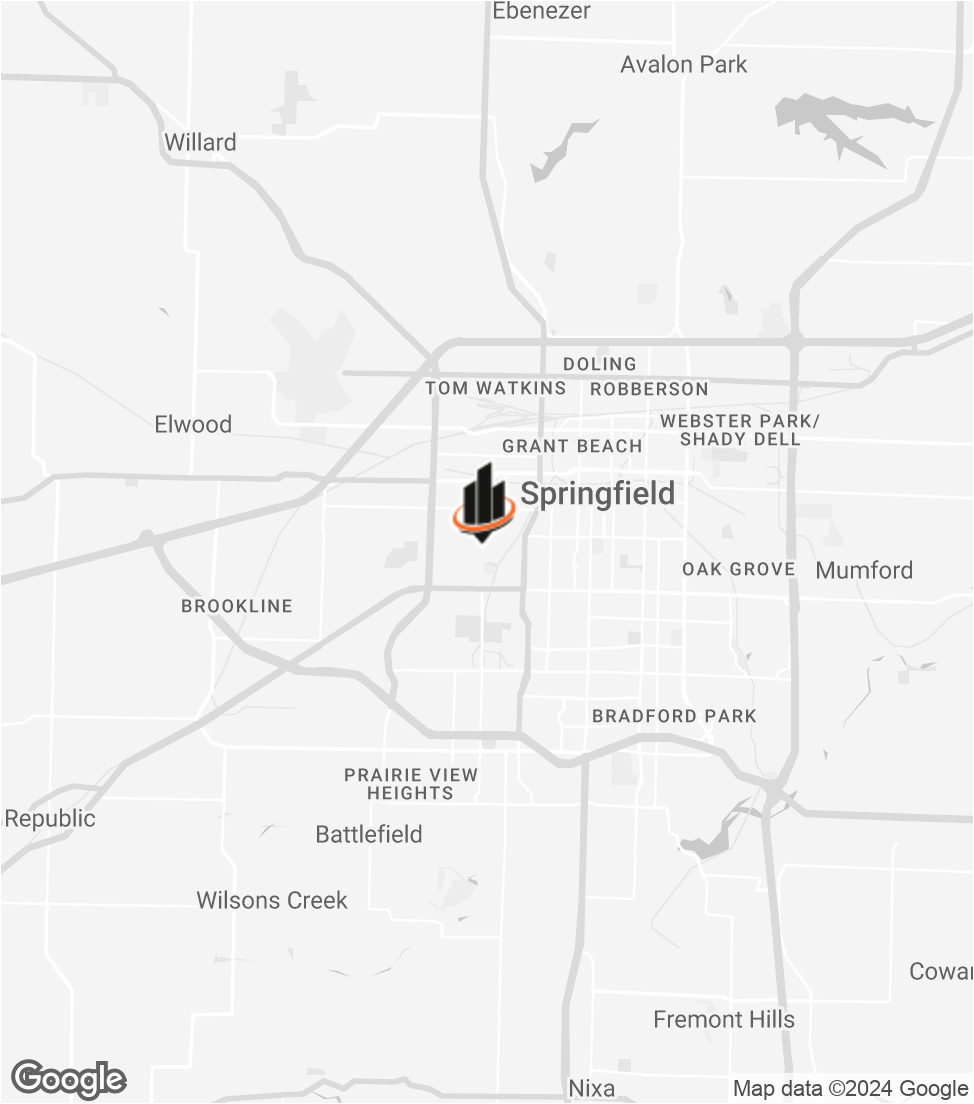 Ebenezer
Avalon Park
Willard
DOLING
TOM WATKINS
ROBBERSON
Elwood
WEBSTER PARK/
SHADY DELL
GRANT BEACH
Springfield
OAK GROVE
Mumford
BROOKLINE
BRADFORD PARK
PRAIRIE VIEW
HEIGHTS
Republic
Battlefield
Wilsons Creek
Cowar
Fremont Hills
Google
Nixa
Map data ©2024 Google